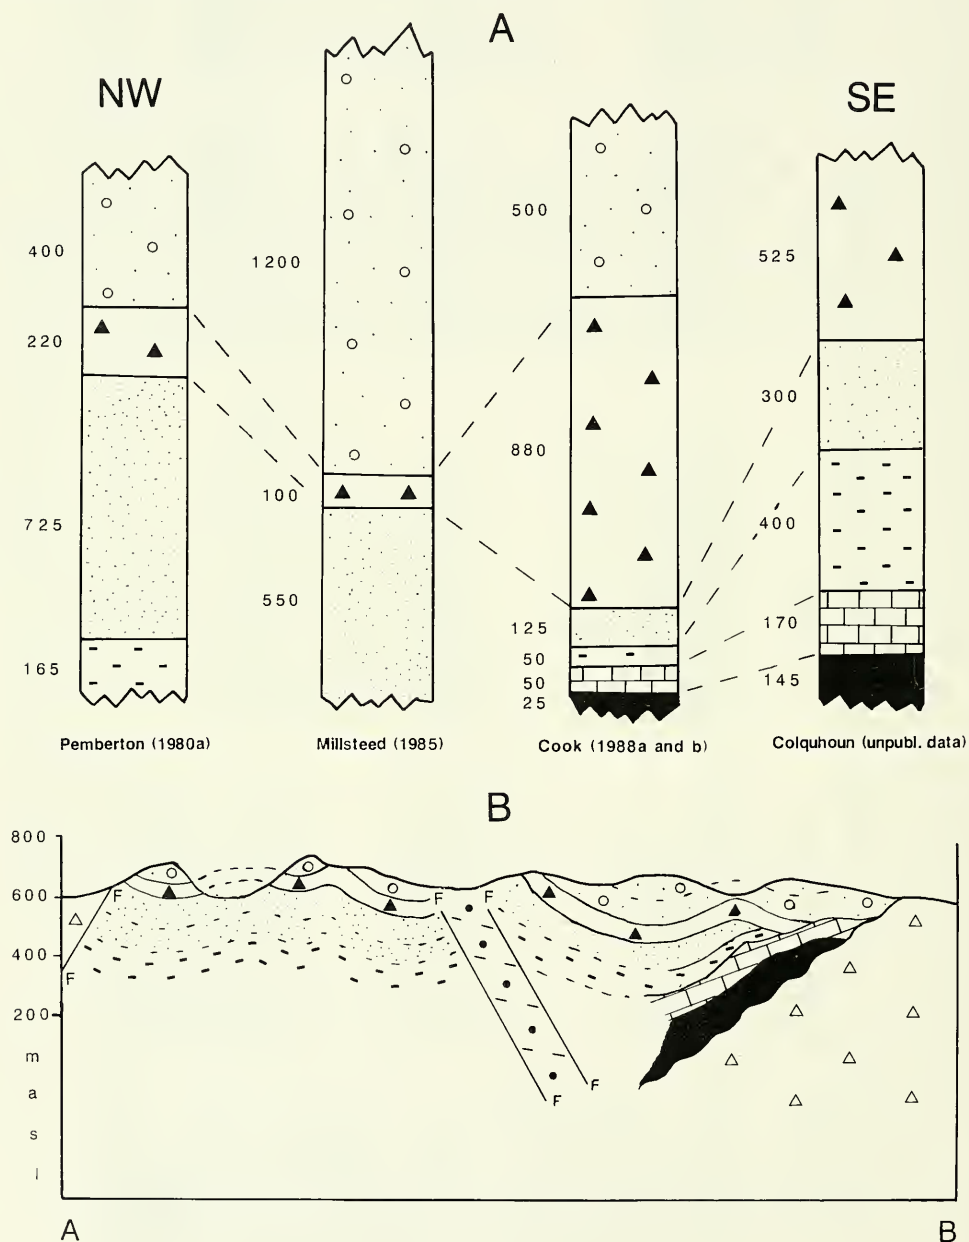 A
NW
SE
400
220
725
165
1200
100
550
500
880
125
50
50
25
525
300
400
170
145
Pemberton (1980a)
Millsteed (1985)
Cook (1988a and b)
Colquhoun (unpubl. data)
B
800
600
400
200
m
a
s
l
F
F
F
F
F
F
A
B